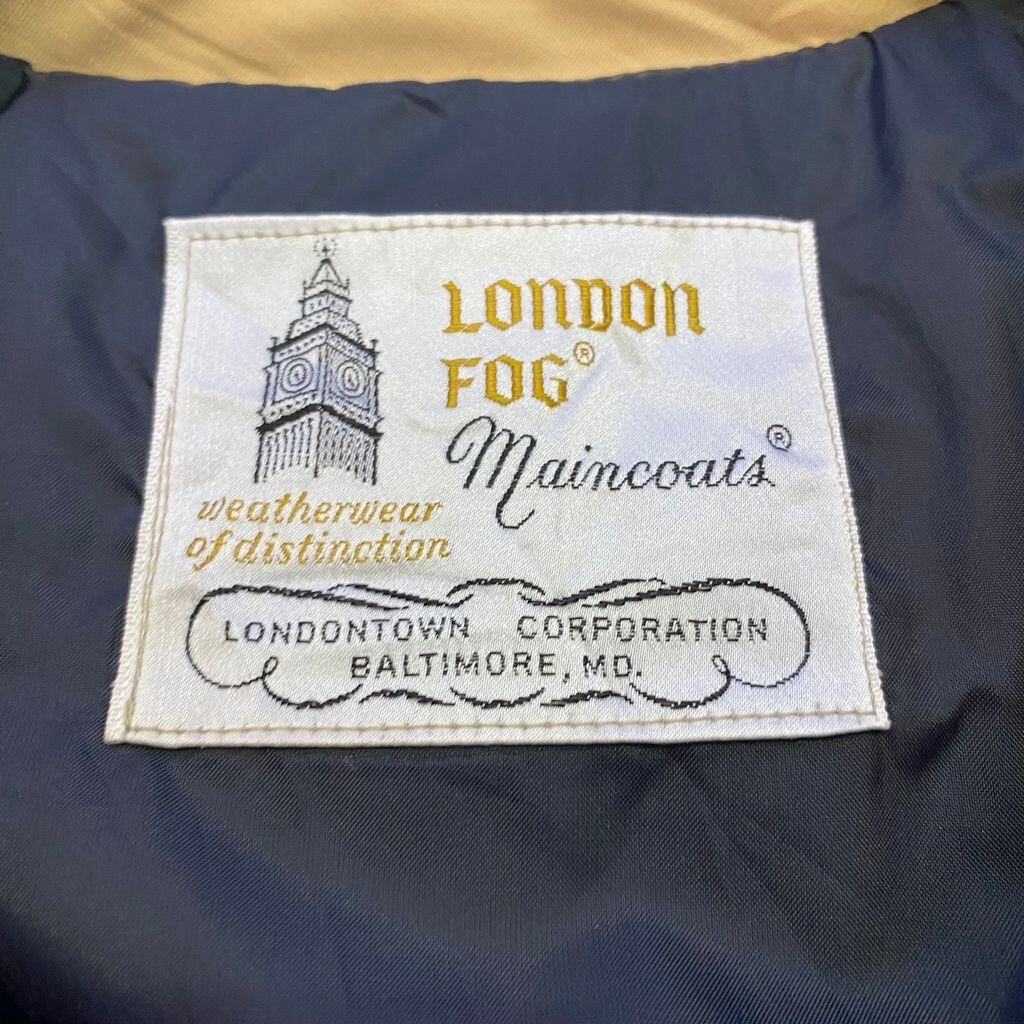 LONDON
FOG®
Maincoats®
weatherwear
of distinction
LONDONTOWN CORPORATION
BALTIMORE, MD.